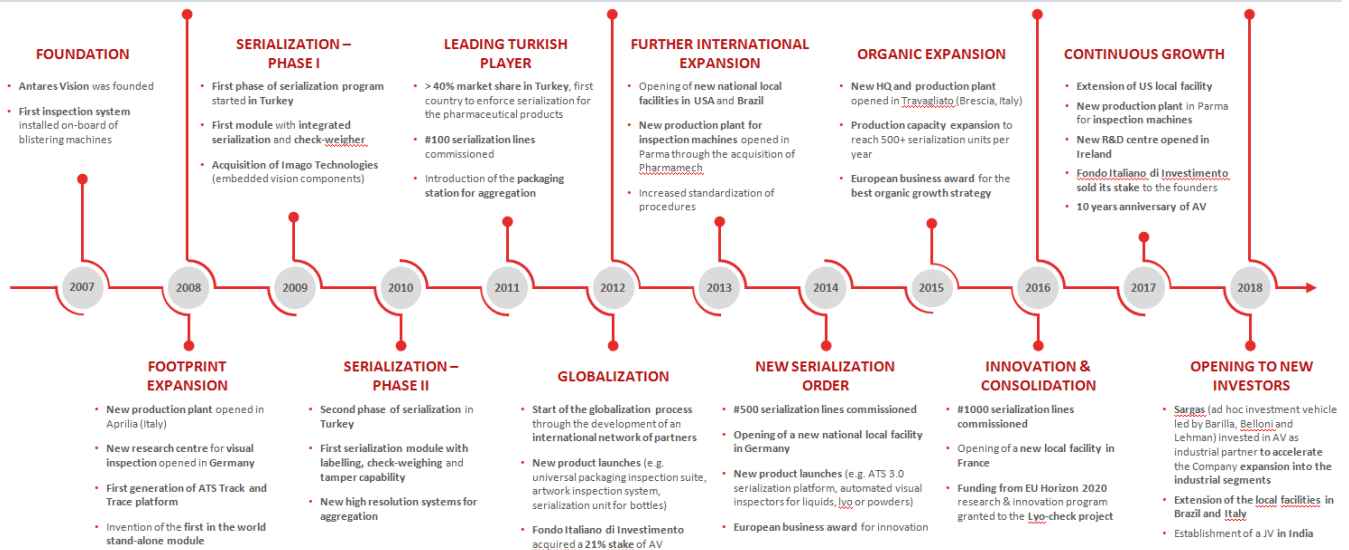 FOUNDATION
• Antares Vision was founded
• First inspection system
installed on-board of
blistering machines
SERIALIZATION –
PHASE I
• First phase of serialization program
started in Turkey
• First module with integrated
serialization and check-weigher
• Acquisition of Imago Technologies
(embedded vision components)
LEADING TURKISH
PLAYER
• > 40% market share in Turkey, first
country to enforce serialization for
the pharmaceutical products
• #100 serialization lines
commissioned
• Introduction of the packaging
station for aggregation
FURTHER INTERNATIONAL
EXPANSION
• Opening of new national local
facilities in USA and Brazil
• New production plant for
inspection machines opened in
Parma through the acquisition of
Pharmamech
• Increased standardization of
procedures
ORGANIC EXPANSION
• New HQ and production plant
opened in Travagliato (Brescia, Italy)
• Production capacity expansion to
reach 500+ serialization units per
year
• European business award for the
best organic growth strategy
CONTINUOUS GROWTH
• Extension of US local facility
• New production plant in Parma
for inspection machines
• New R&D centre opened in
Ireland
• Fondo Italiano di Investimento
sold its stake to the founders
• 10 years anniversary of AV
2007 2008 2009 2010 2011 2012 2013 2014 2015 2016 2017 2018
FOOTPRINT
EXPANSION
• New production plant opened in
Aprilia (Italy)
• New research centre for visual
inspection opened in Germany
• First generation of ATS Track and
Trace platform
• Invention of the first in the world
stand-alone module
SERIALIZATION –
PHASE II
• Second phase of serialization in
Turkey
• First serialization module with
labelling, check-weighing and
tamper capability
• New high resolution systems for
aggregation
GLOBALIZATION
• Start of the globalization process
through the development of an
international network of partners
• New product launches (e.g.
universal packaging inspection suite,
artwork inspection system,
serialization unit for bottles)
• Fondo Italiano di Investimento
acquired a 21% stake of AV
NEW SERIALIZATION
ORDER
• #500 serialization lines commissioned
• Opening of a new national local facility
in Germany
• New product launches (e.g. ATS 3.0
serialization platform, automated visual
inspectors for liquids, lyo or powders)
• European business award for innovation
INNOVATION &
CONSOLIDATION
• #1000 serialization lines
commissioned
• Opening of a new local facility in
France
• Funding from EU Horizon 2020
research & innovation program
granted to the Lyo-check project
OPENING TO NEW
INVESTORS
• Sargas (ad hoc investment vehicle
led by Barilla, Belloni and
Lehman) invested in AV as
industrial partner to accelerate
the Company expansion into the
industrial segments
• Extension of the local facilities in
Brazil and Italy
• Establishment of a JV in India